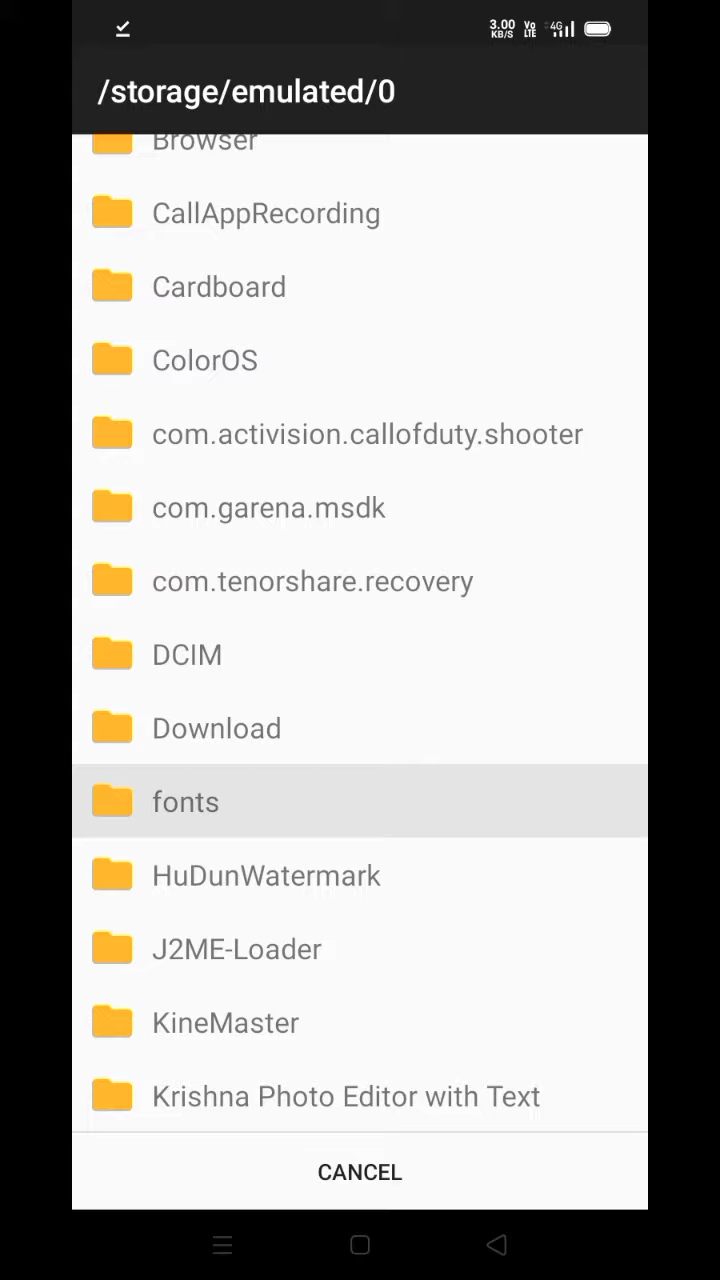 3.00
KB/S
Vo
LTE
4G
/storage/emulated/0
Browser
CallAppRecording
Cardboard
ColorOS
com.activision.callofduty.shooter
com.garena.msdk
com.tenorshare.recovery
DCIM
Download
fonts
HuDunWatermark
J2ME-Loader
KineMaster
Krishna Photo Editor with Text
CANCEL